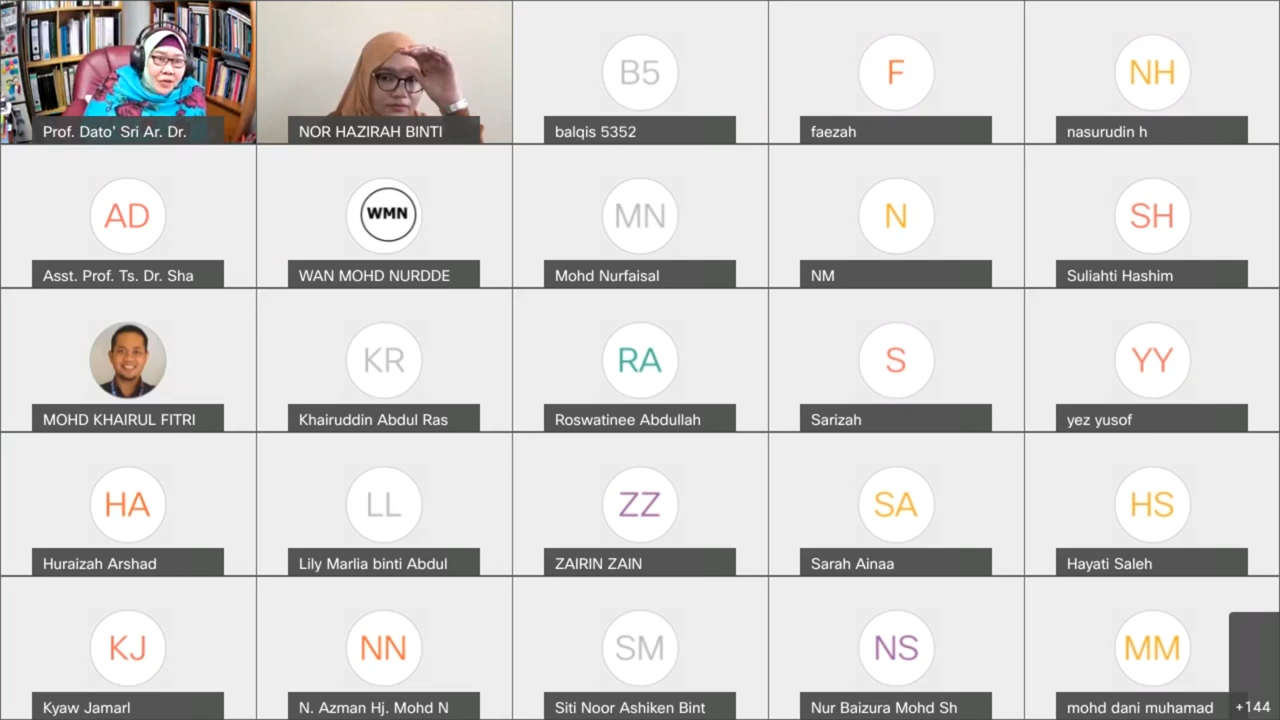 Prof. Dato' Sri Ar. Dr.
NOR HAZIRAH BINTI
B5
balqis 5352
F
faezah
NH
nasurudin h
AD
Asst. Prof. Ts. Dr. Sha
WMN
WAN MOHD NURDDE
MN
Mohd Nurfaisal
N
NM
SH
Suliahti Hashim
MOHD KHAIRUL FITRI
KR
Khairuddin Abdul Ras
RA
Roswatinee Abdullah
S
Sarizah
YY
yez yusof
HA
Huraizah Arshad
LL
Lily Marlia binti Abdul
ZZ
ZAIRIN ZAIN
SA
Sarah Ainaa
HS
Hayati Saleh
KJ
Kyaw Jamarl
NN
N. Azman Hj. Mohd N
SM
Siti Noor Ashiken Bint
NS
Nur Baizura Mohd Sh
MM
mohd dani muhamad
+144